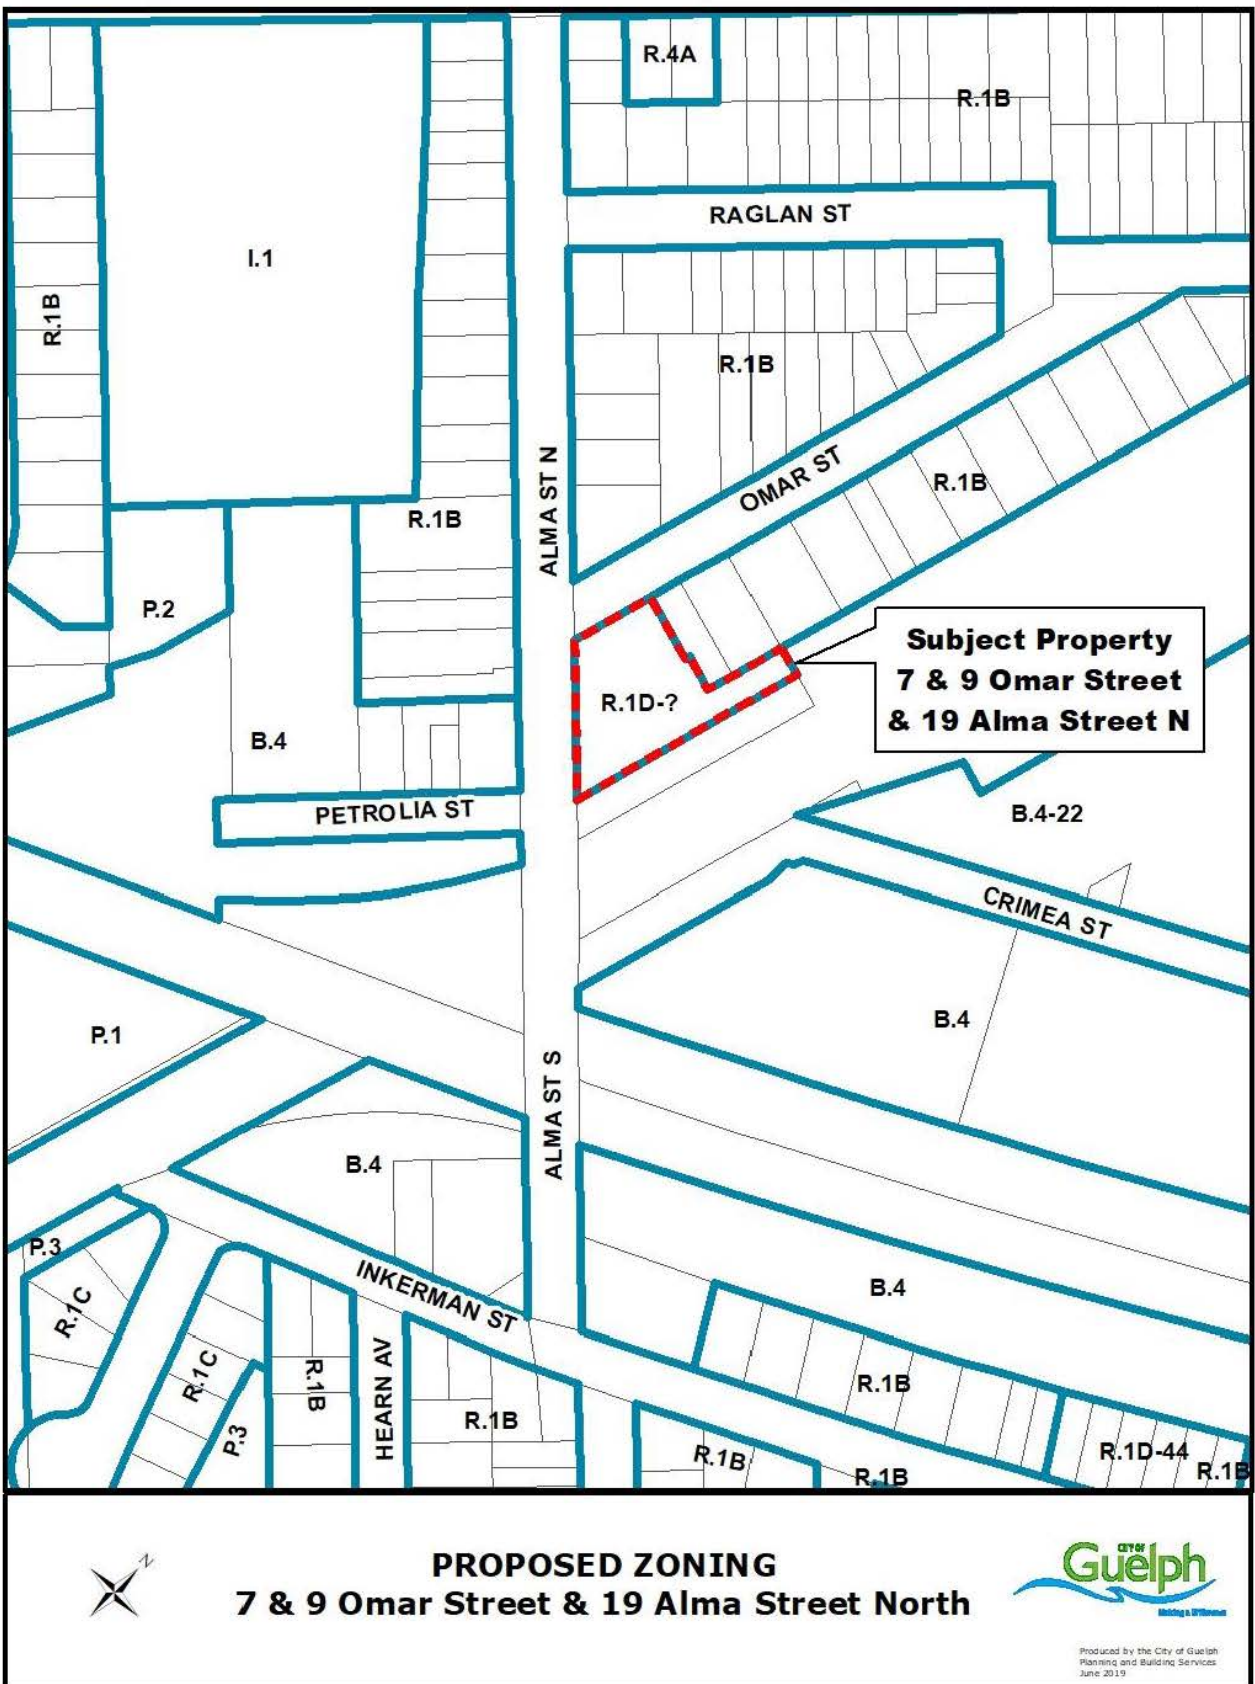 R.4A
R.1B
RAGLAN ST
I.1
R.1B
R.1B
ALMA ST N
OMAR ST
R.1B
R.1B
P.2
Subject Property
7 & 9 Omar Street
& 19 Alma Street N
R.1D-?
B.4
PETROLIA ST
B.4-22
CRIMEA ST
B.4
P.1
ALMA ST S
B.4
P.3
R.1C
INKERMAN ST
B.4
R.1C
R.1B
HEARN AV
R.1B
P.3
R.1B
R.1B
R.1B
R.1D-44
R.1B
N
PROPOSED ZONING
7 & 9 Omar Street & 19 Alma Street North
CITY OF
Guelph
Making a Difference
Produced by the City of Guelph
Planning and Building Services
June 2019